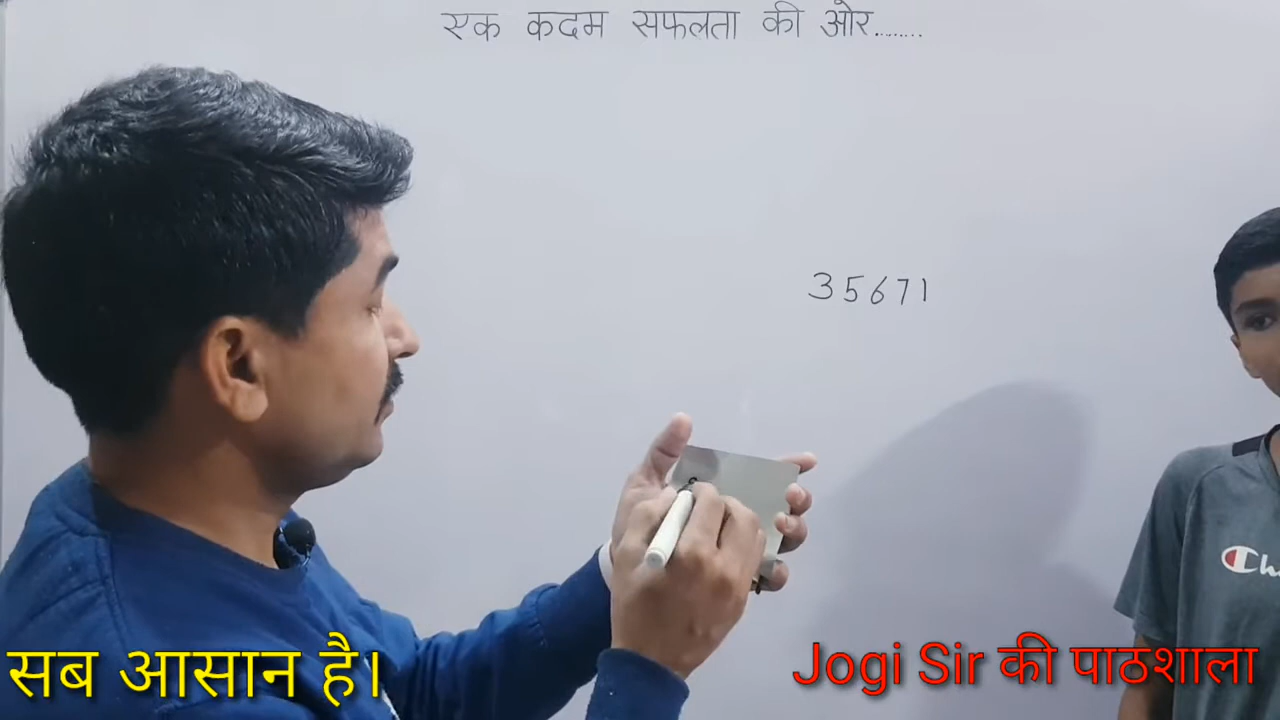 एक कदम सफलता की ओर........
35671
सब आसान है।
Jogi Sir की पाठशाला